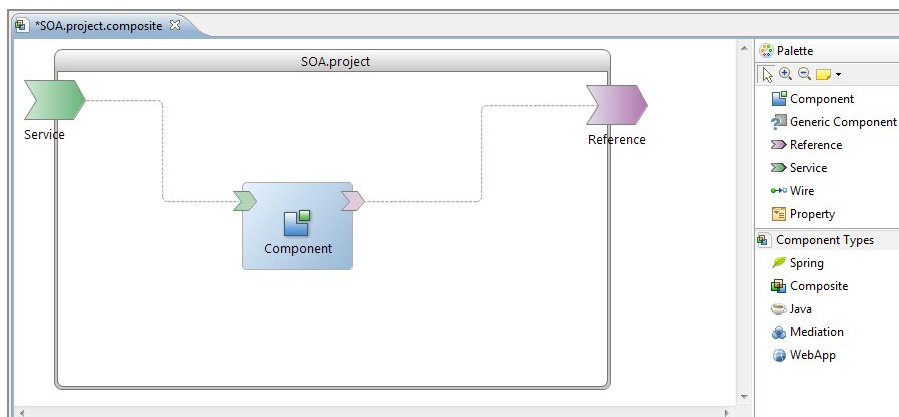 *SOA.project.composite
SOA.project
Service
Reference
Component
Palette
Component
Generic Component
Reference
Service
Wire
Property
Component Types
Spring
Composite
Java
Mediation
WebApp